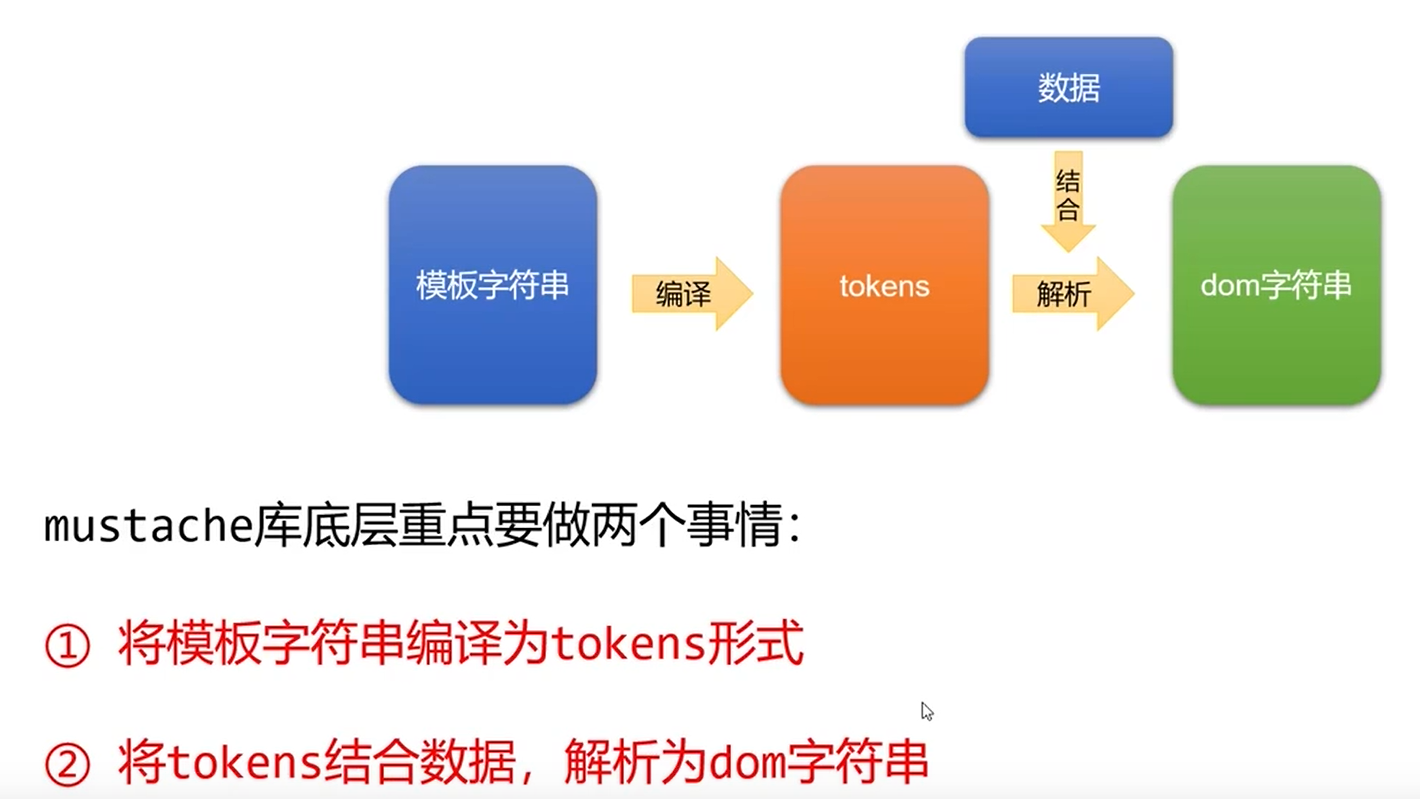 数据
结
合
模板字符串
编译
tokens
解析
dom字符串
mustache库底层重点要做两个事情：
① 将模板字符串编译为tokens形式
② 将tokens结合数据，解析为dom字符串